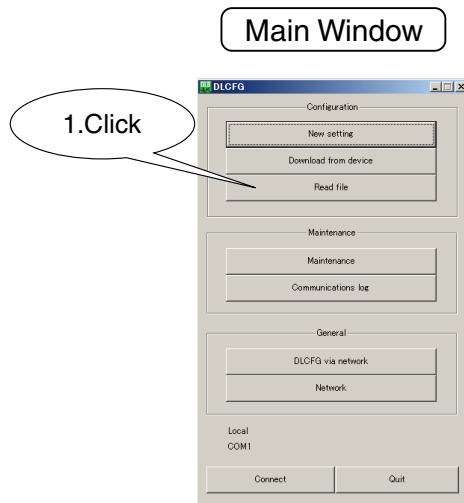 Main Window
DLCFG
1.Click
Configuration
New setting
Download from device
Read file
Maintenance
Maintenance
Communications log
General
DLCFG via network
Network
Local
COM1
Connect
Quit